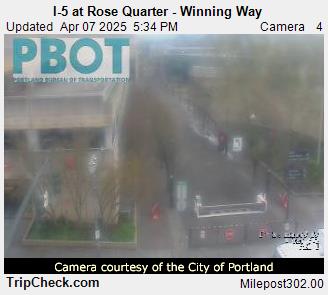 I-5 at Rose Quarter - Winning Way
Updated Apr 07 2025 5:34 PM Camera 4
PBOT
PORTLAND BUREAU OF TRANSPORTATION
Camera courtesy of the City of Portland
TripCheck.com Milepost302.00